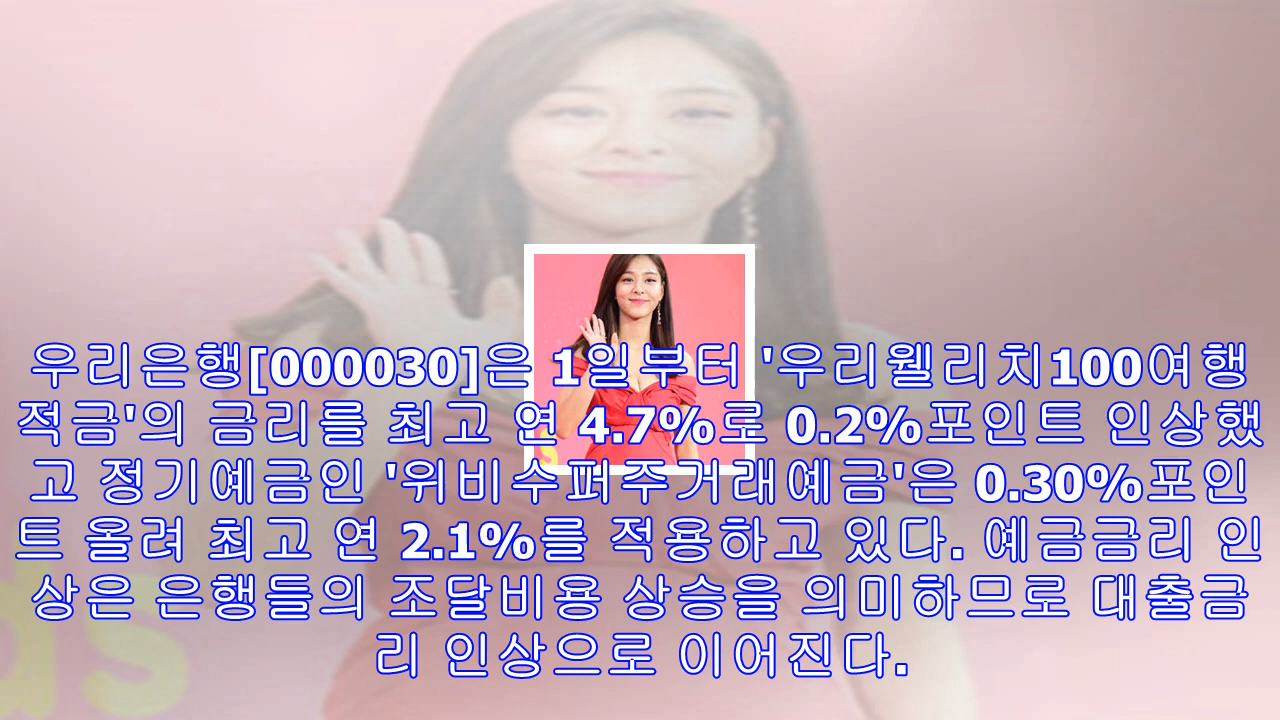 우리은행[000030]은 1일부터 '우리웰리치100여행
적금'의 금리를 최고 연 4.7%로 0.2%포인트 인상했
고 정기예금인 '위비수퍼주거래예금'은 0.30%포인
트 올려 최고 연 2.1%를 적용하고 있다. 예금금리 인
상은 은행들의 조달비용 상승을 의미하므로 대출금
리 인상으로 이어진다.
ds
s